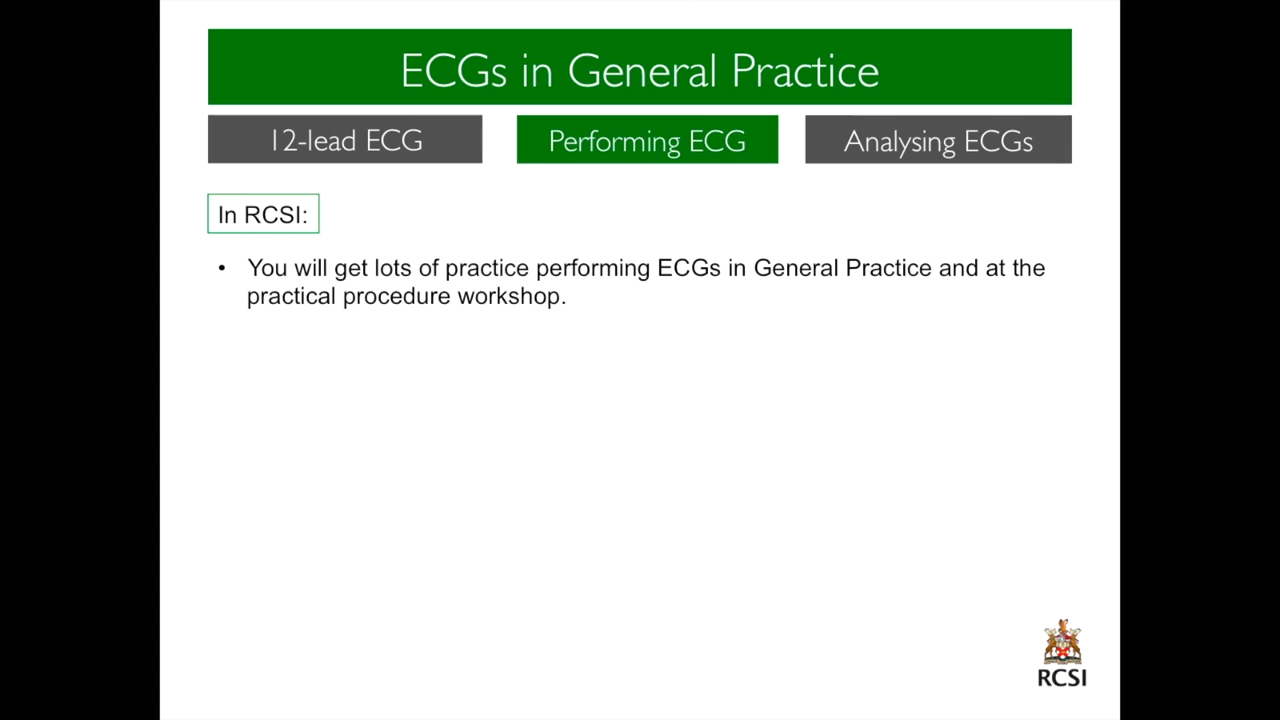 ECGs in General Practice
12-lead ECG
Performing ECG
Analysing ECGs
In RCSI:
• You will get lots of practice performing ECGs in General Practice and at the
practical procedure workshop.
RCSI